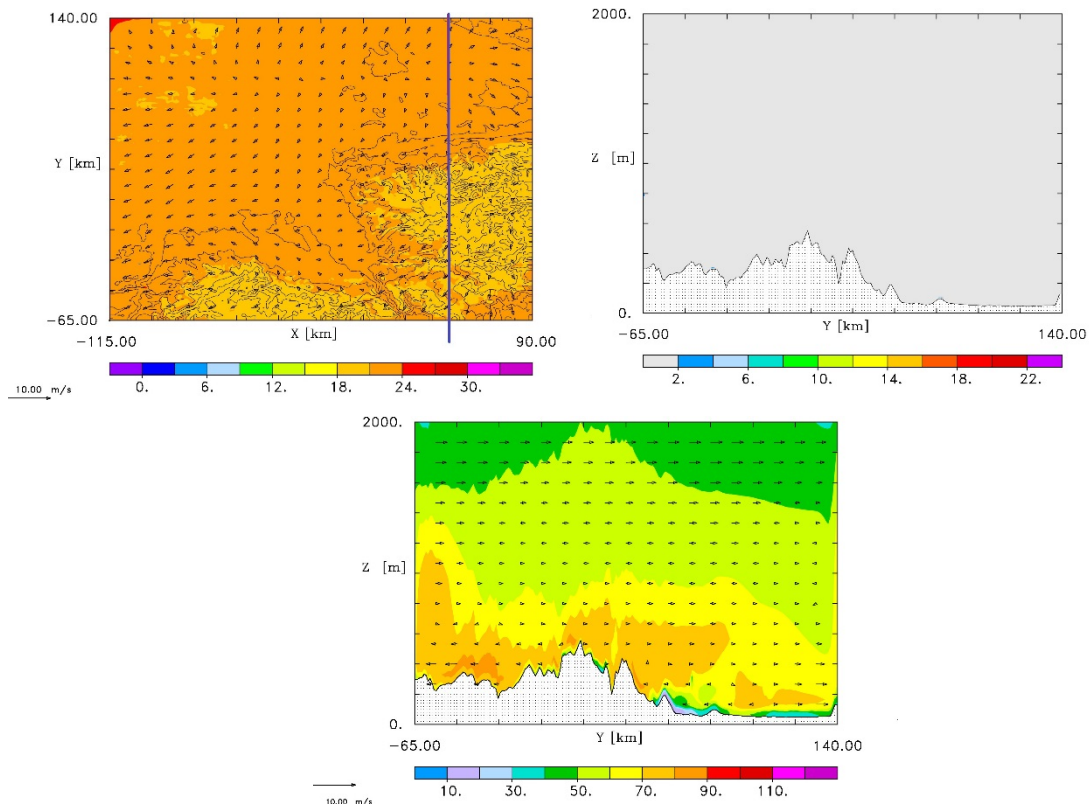 140.00
Y [km]
-65.00
X [km]
-115.00 90.00
0. 6. 12. 18. 24. 30.
10.00 m/s
2000.
Z [m]
0.
-65.00 Y [km] 140.00
2. 6. 10. 14. 18. 22.
2000.
Z [m]
0.
-65.00 Y [km] 140.00
10. 30. 50. 70. 90. 110.
10.00 m/s